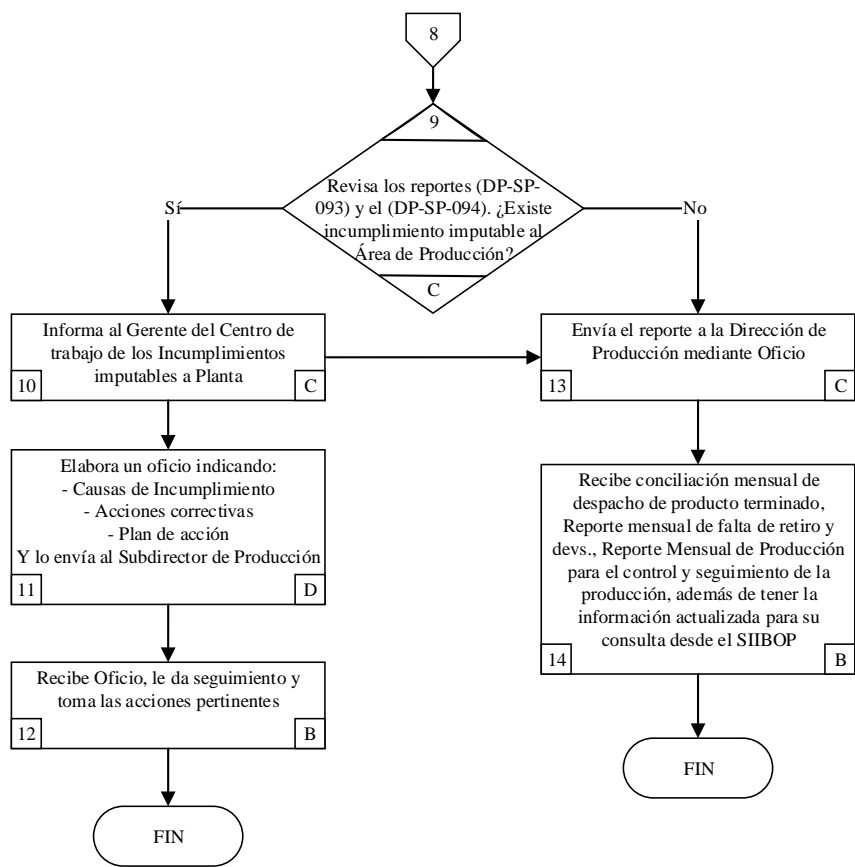 8
9
Revisa los reportes (DP-SP-
093) y el (DP-SP-094). ¿Existe
incumplimiento imputable al
Área de Producción?
C
Sí
No
Informa al Gerente del Centro de
trabajo de los Incumplimientos
imputables a Planta
10
C
Envía el reporte a la Dirección de
Producción mediante Oficio
13
C
Elabora un oficio indicando:
- Causas de Incumplimiento
- Acciones correctivas
- Plan de acción
Y lo envía al Subdirector de Producción
11
D
Recibe conciliación mensual de
despacho de producto terminado,
Reporte mensual de falta de retiro y
devs., Reporte Mensual de Producción
para el control y seguimiento de la
producción, además de tener la
información actualizada para su
consulta desde el SIIBOP
14
B
Recibe Oficio, le da seguimiento y
toma las acciones pertinentes
12
B
FIN
FIN